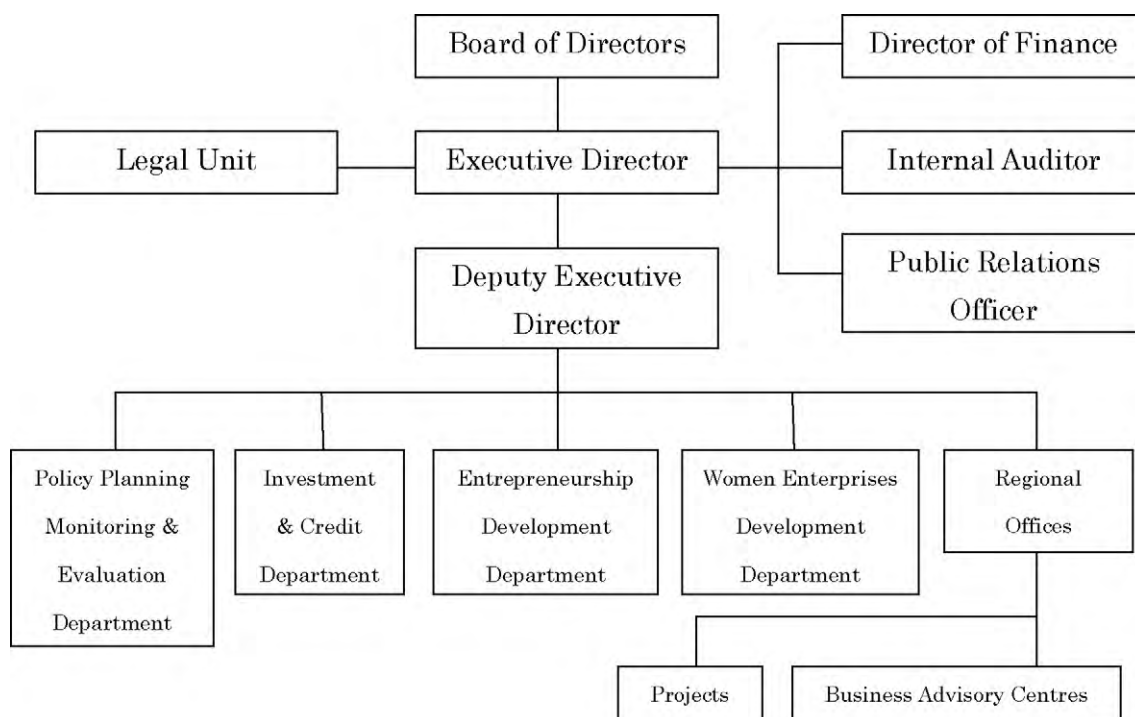 Board of Directors
Director of Finance
Legal Unit
Executive Director
Internal Auditor
Deputy Executive
Director
Public Relations
Officer
Policy Planning
Monitoring &
Evaluation
Department
Investment
& Credit
Department
Entrepreneurship
Development
Department
Women Enterprises
Development
Department
Regional
Offices
Projects
Business Advisory Centres